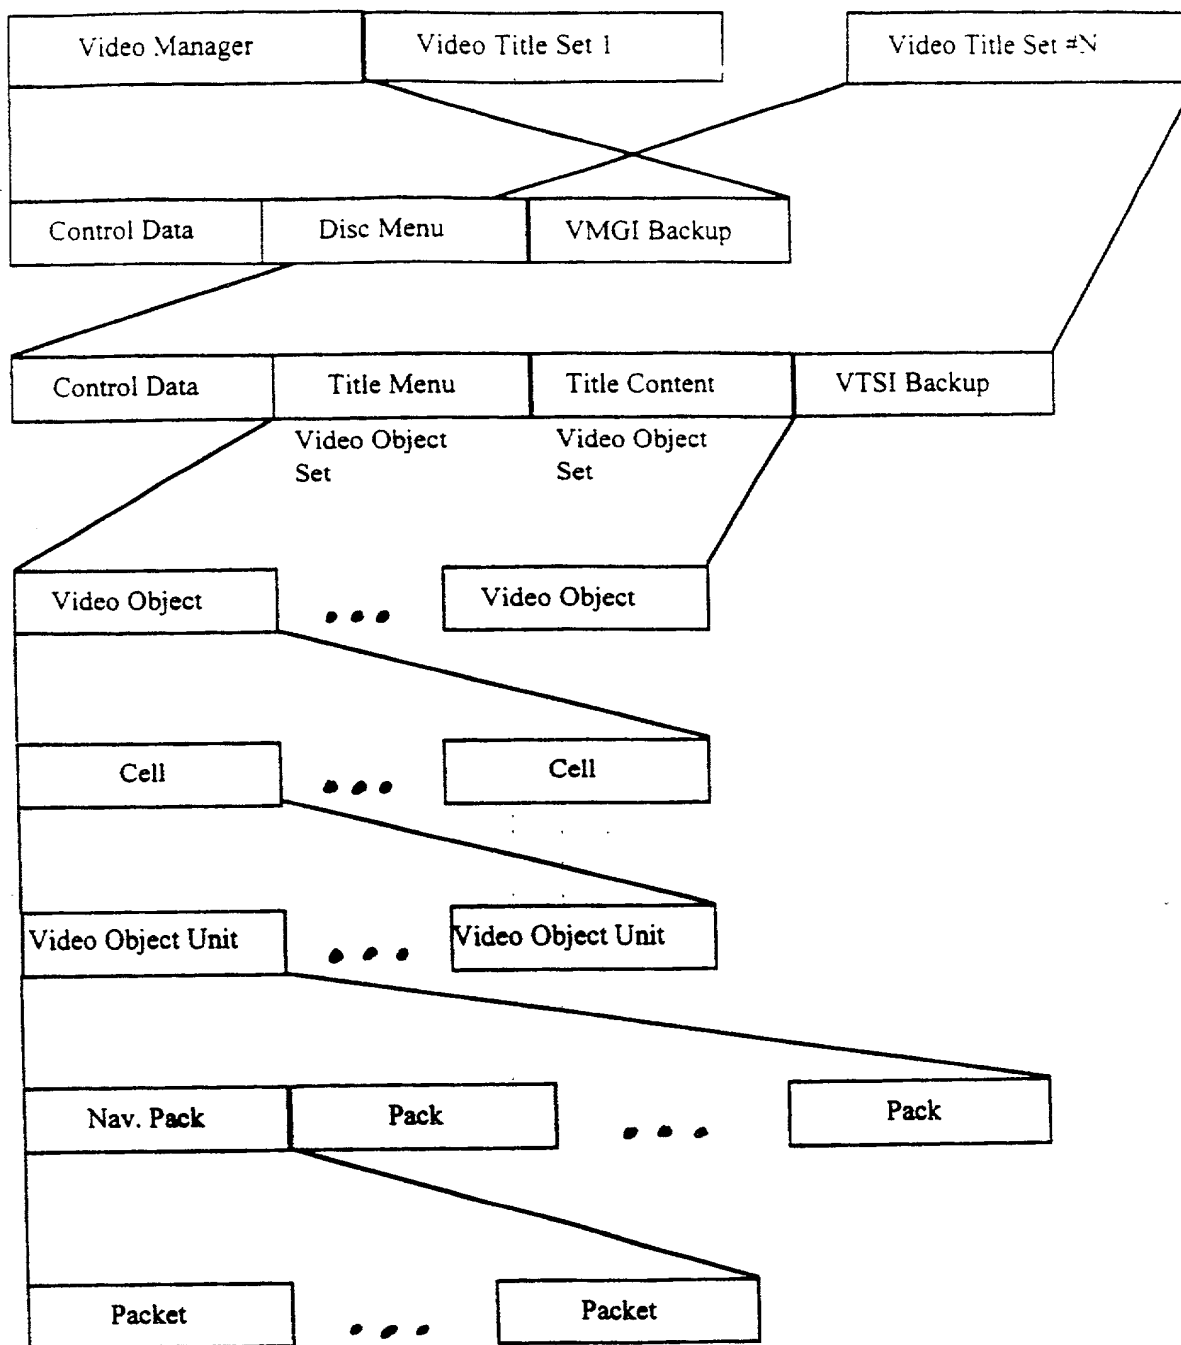 Video Manager
Video Title Set 1
Video Title Set #N
Control Data
Disc Menu
VMGI Backup
Control Data
Title Menu
Title Content
VTSI Backup
Video Object
Set
Video Object
Set
Video Object
Video Object
Cell
Cell
Video Object Unit
Video Object Unit
Nav. Pack
Pack
Pack
Packet
Packet